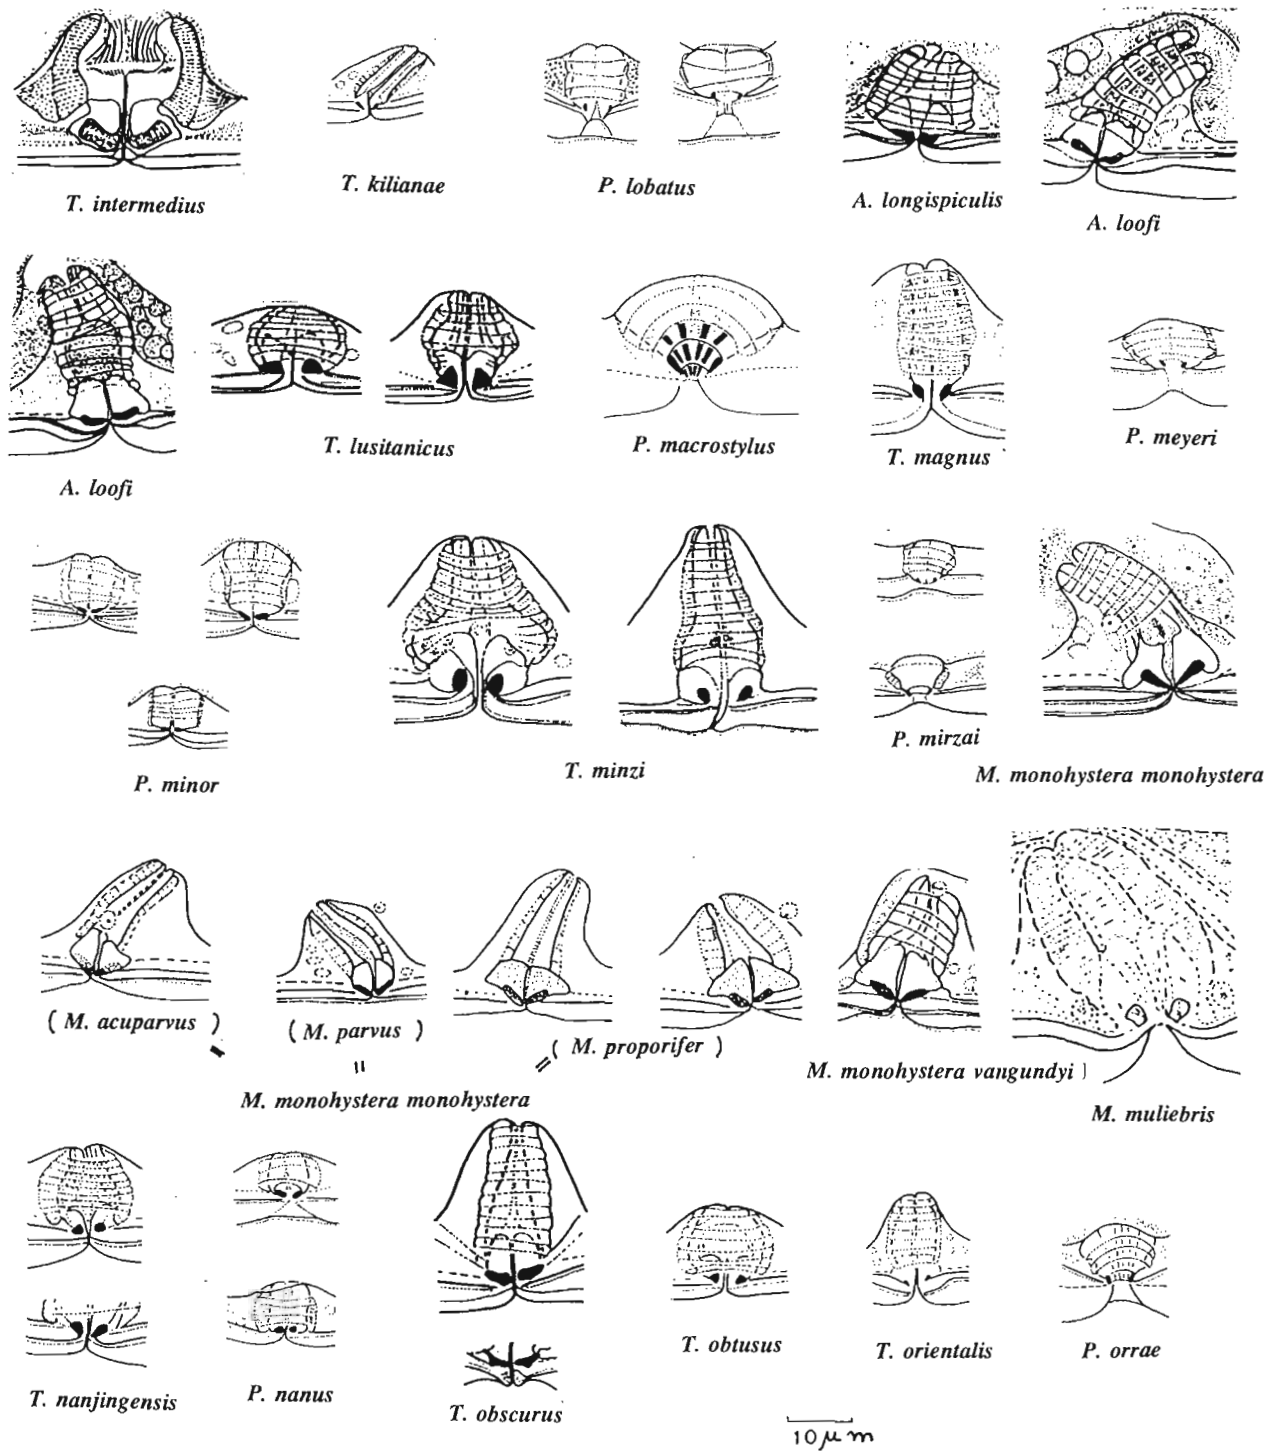 T. intermedius
T. kilianae
P. lobatus
A. longispiculis
A. loofi
A. loofi
T. lusitanicus
P. macrostylus
T. magnus
P. meyeri
P. minor
T. minzi
P. mirzai
M. monohystera monohystera
( M. acuparvus )
( M. parvus )
( M. proporifer )
=
=
=
M. monohystera monohystera
M. monohystera vangundyi )
M. muliebris
T. nanjingensis
P. nanus
T. obscurus
T. obtusus
T. orientalis
P. orrae
10 μm